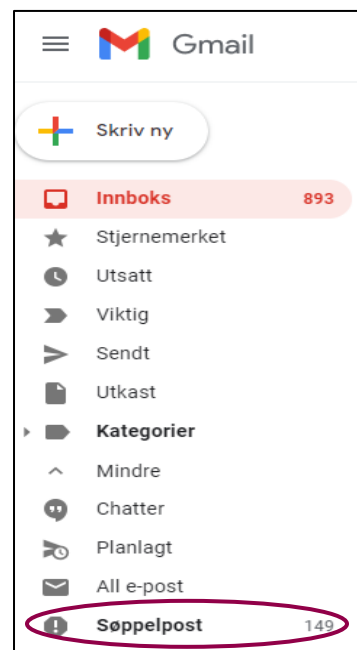 Gmail
Skriv ny
Innboks 893
Stjernemerket
Utsatt
Viktig
Sendt
Utkast
Kategorier
Mindre
Chatter
Planlagt
All e-post
Søppelpost 149